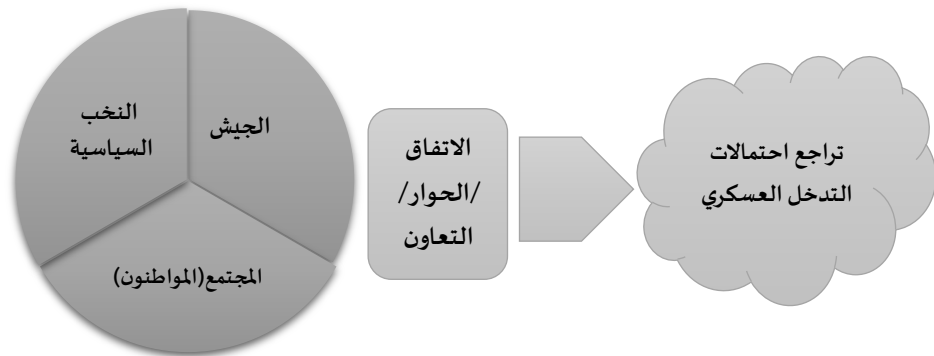 النخب
السياسية
الجيش
المجتمع(المواطنون)
الاتفاق
/الحوار/
التعاون
تراجع احتمالات
التدخل العسكري